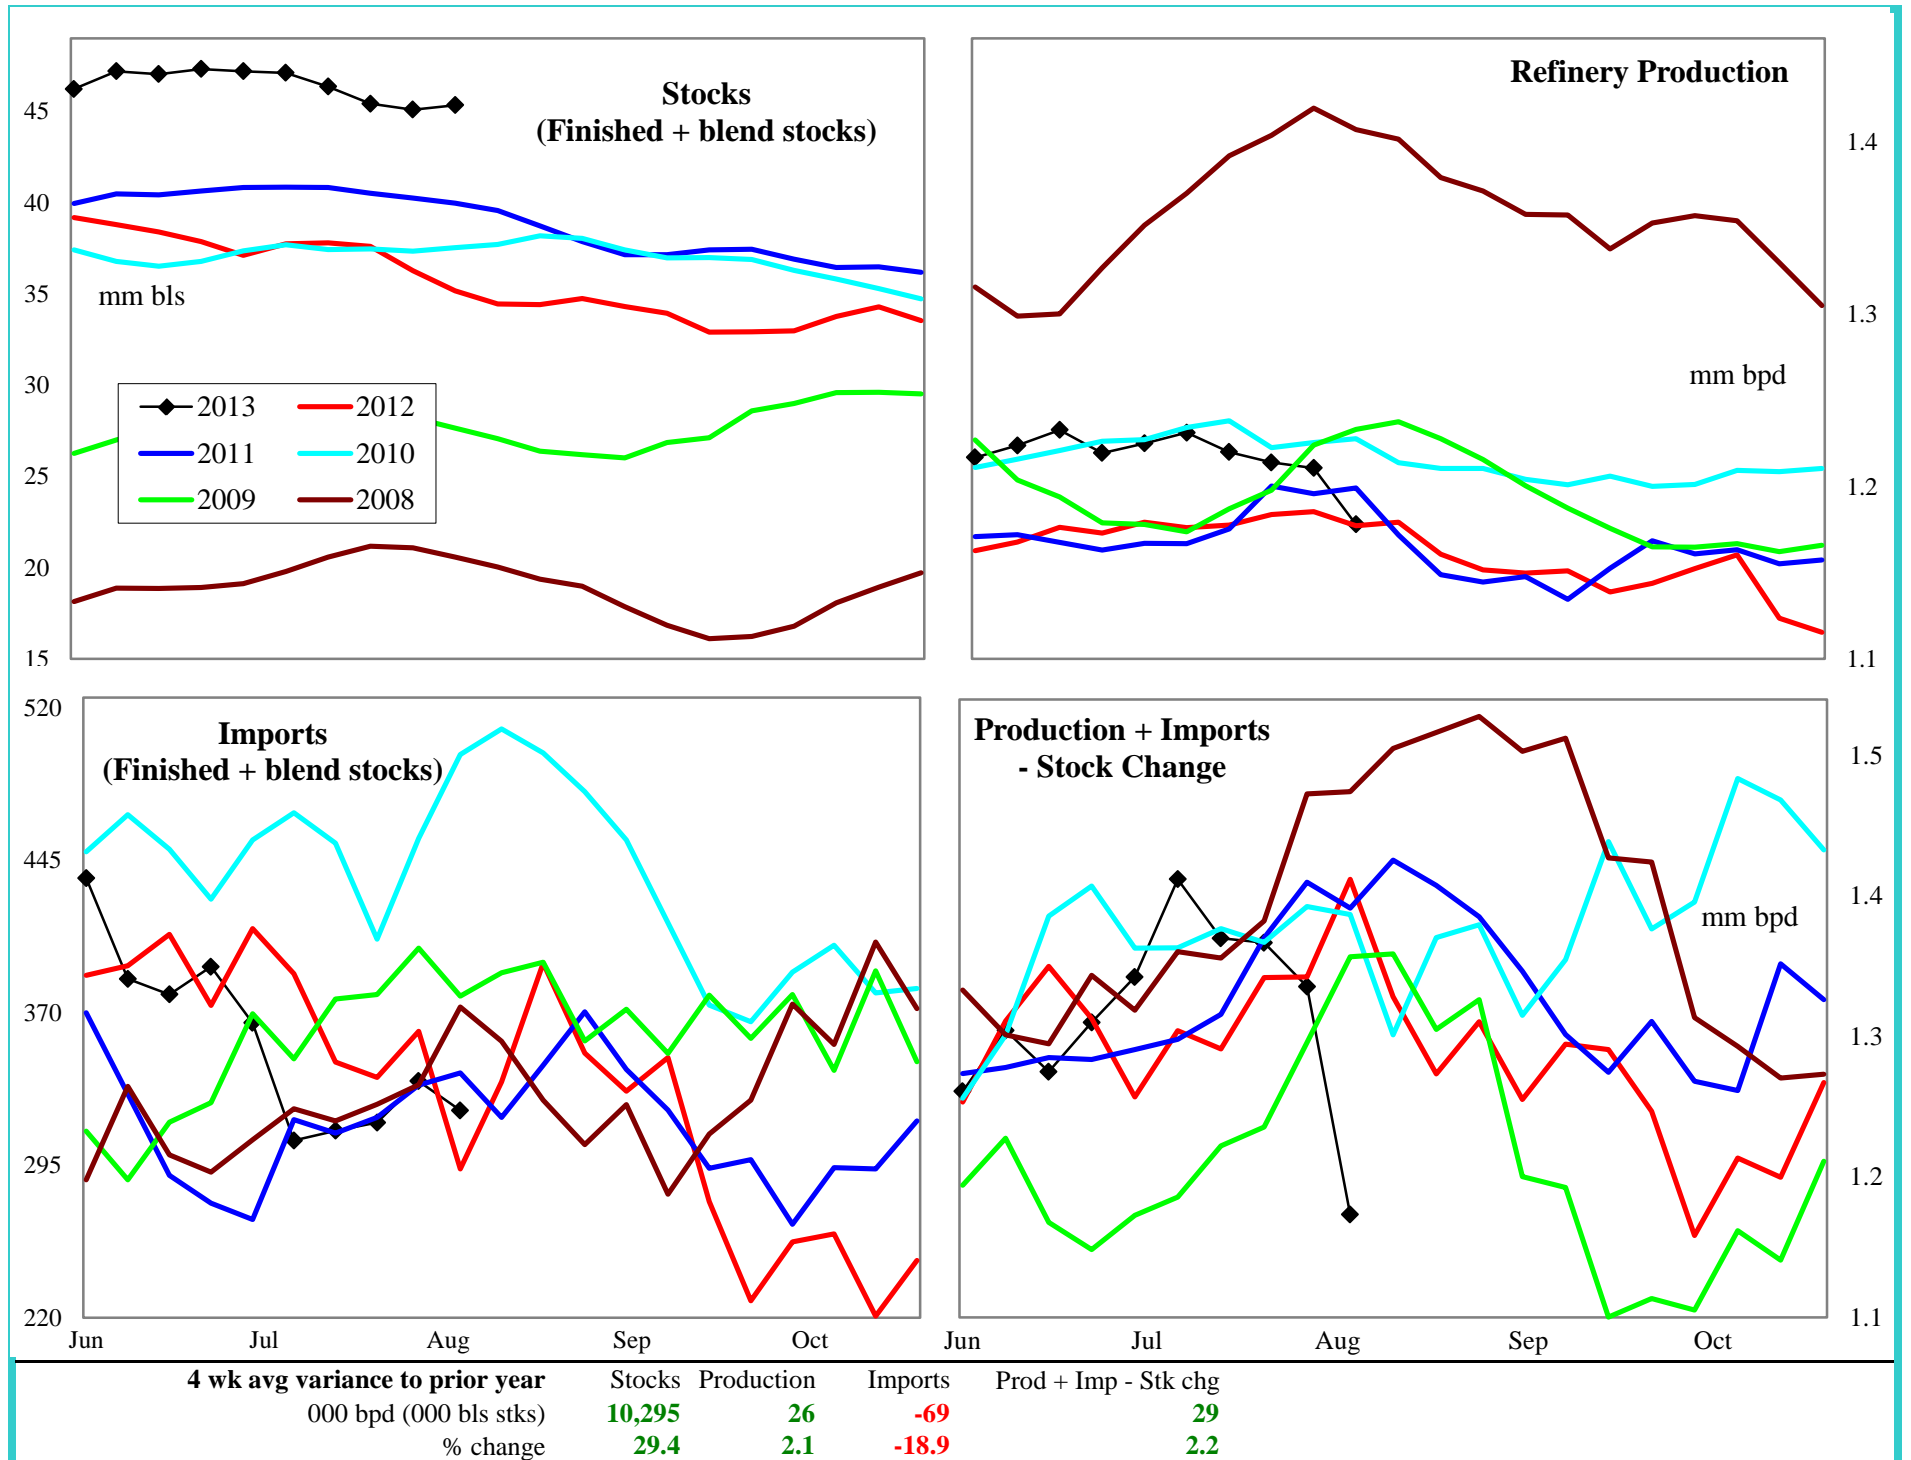 Stocks
(Finished + blend stocks)
45
40
35
30
25
20
15
mm bls
2013
2012
2011
2010
2009
2008
Refinery Production
1.4
1.3
1.2
1.1
mm bpd
Imports
(Finished + blend stocks)
520
445
370
295
220
Jun Jul Aug Sep Oct
Production + Imports
- Stock Change
1.5
1.4
1.3
1.2
1.1
mm bpd
Jun Jul Aug Sep Oct
4 wk avg variance to prior year Stocks Production Imports Prod + Imp - Stk chg
000 bpd (000 bls stks) 10,295 26 -69 29
% change 29.4 2.1 -18.9 2.2